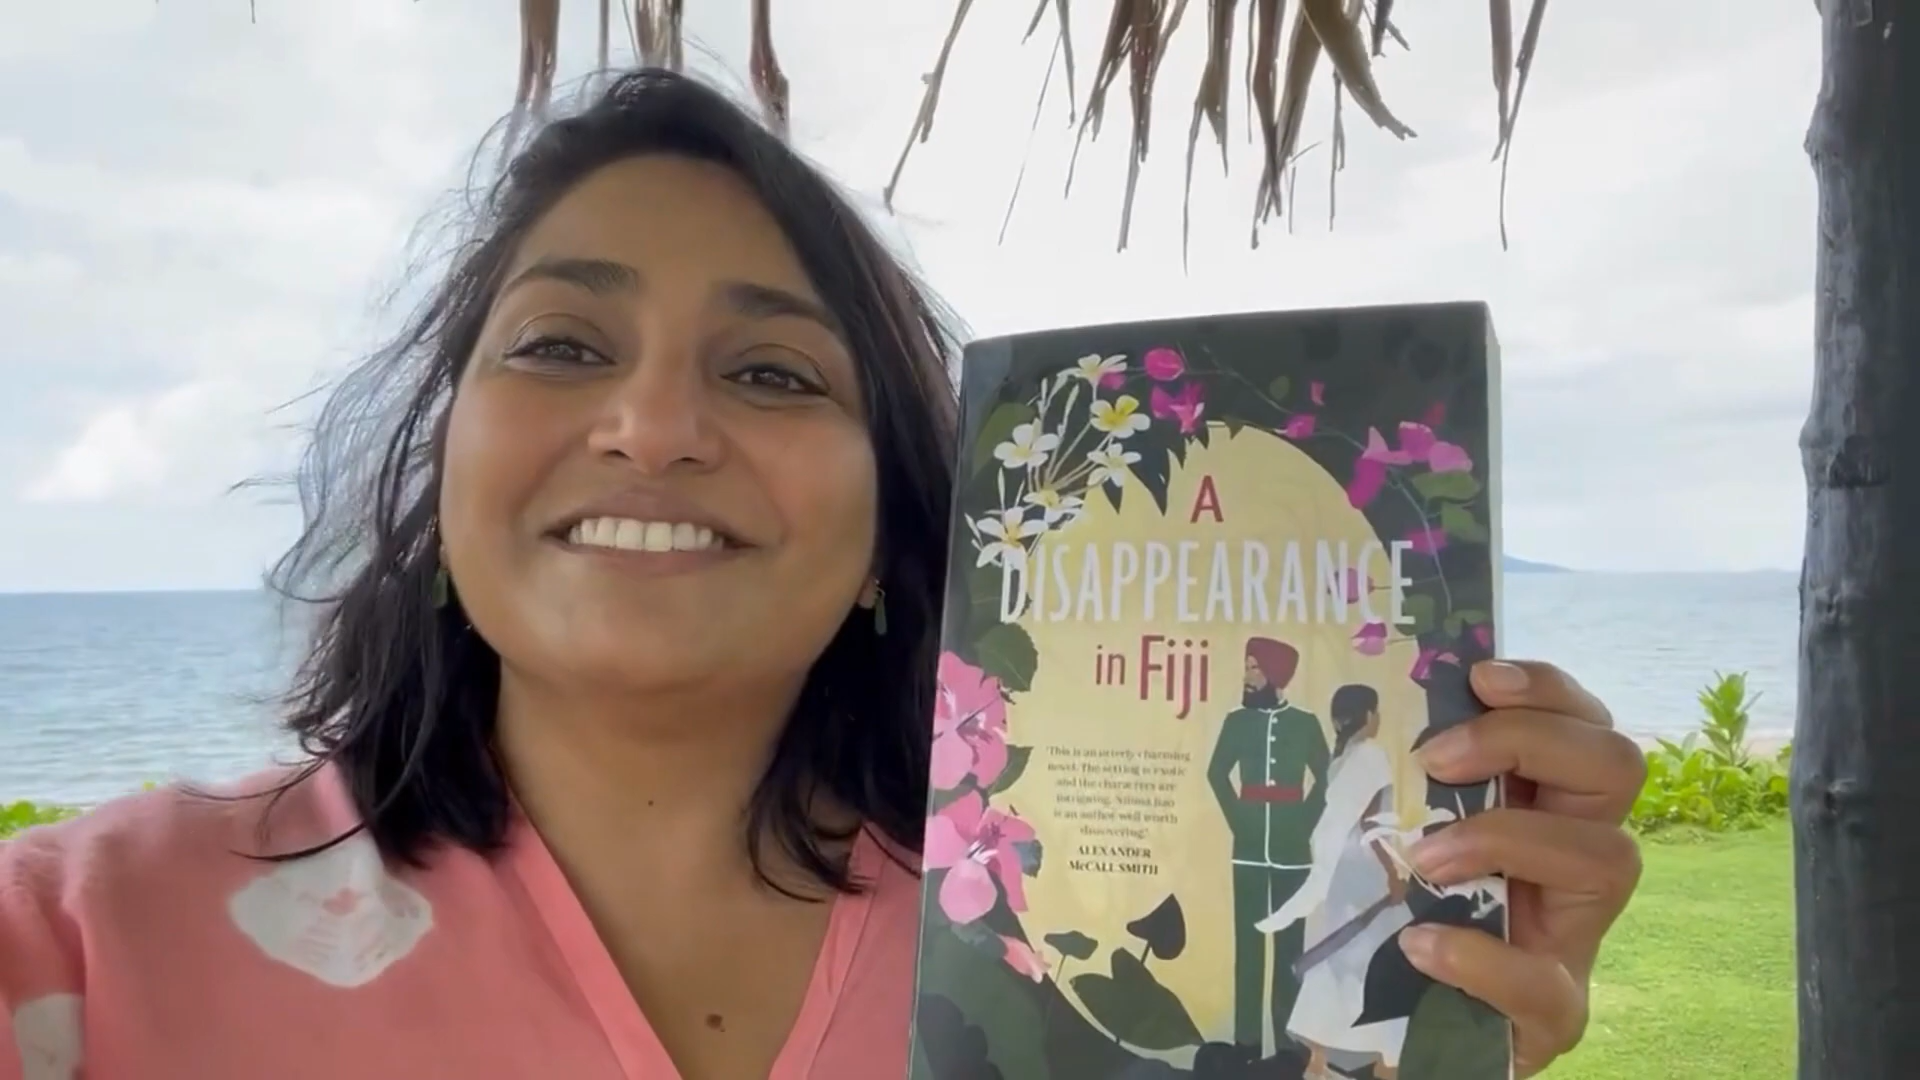 A
DISAPPEARANCE
in Fiji
'This is an utterly charming
novel. The setting is exotic
and the characters are
intriguing. Nilima Rao
is an author well worth
discovering.'
ALEXANDER
McCALL SMITH